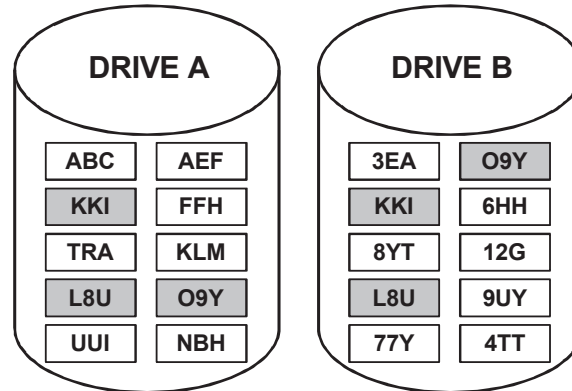 DRIVE A
ABC AEF
KKI FFH
TRA KLM
L8U O9Y
UUI NBH
DRIVE B
3EA O9Y
KKI 6HH
8YT 12G
L8U 9UY
77Y 4TT